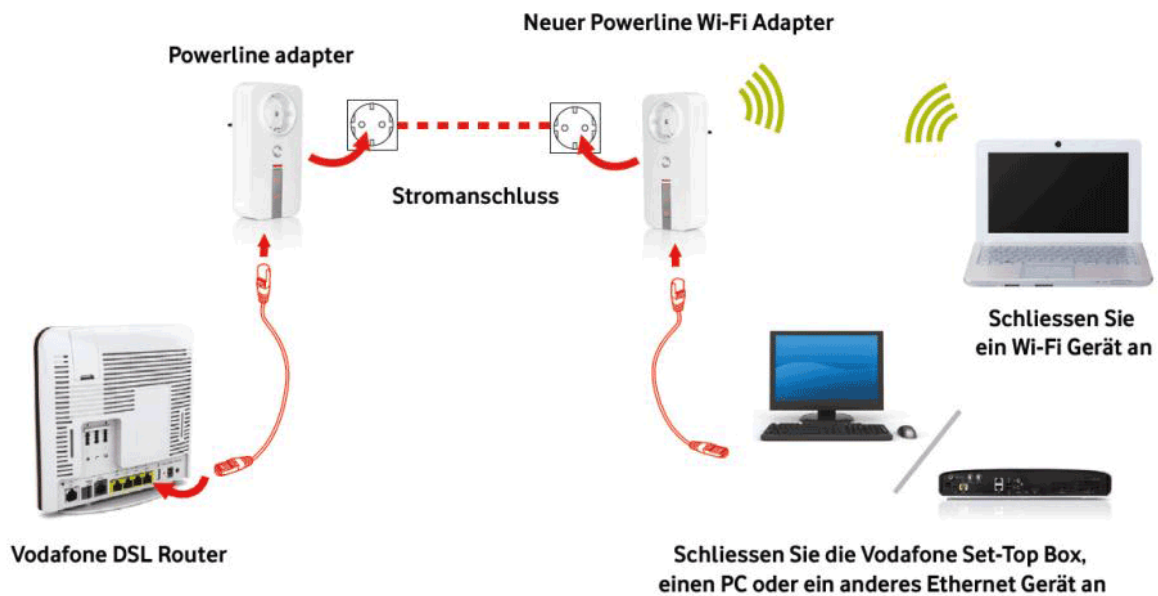 Neuer Powerline Wi-Fi Adapter
Powerline adapter
Stromanschluss
Schliessen Sie
ein Wi-Fi Gerät an
Vodafone DSL Router
Schliessen Sie die Vodafone Set-Top Box,
einen PC oder ein anderes Ethernet Gerät an